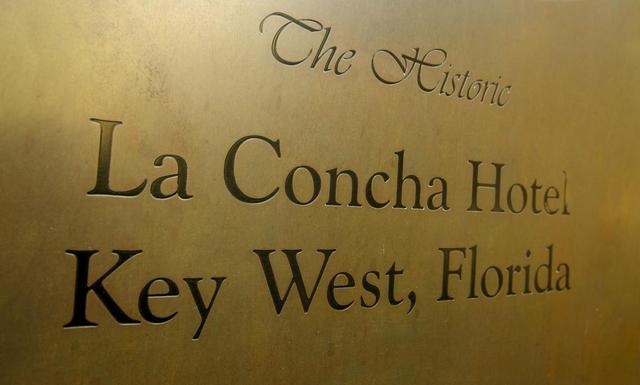 The Historic
La Concha Hotel
Key West, Florida